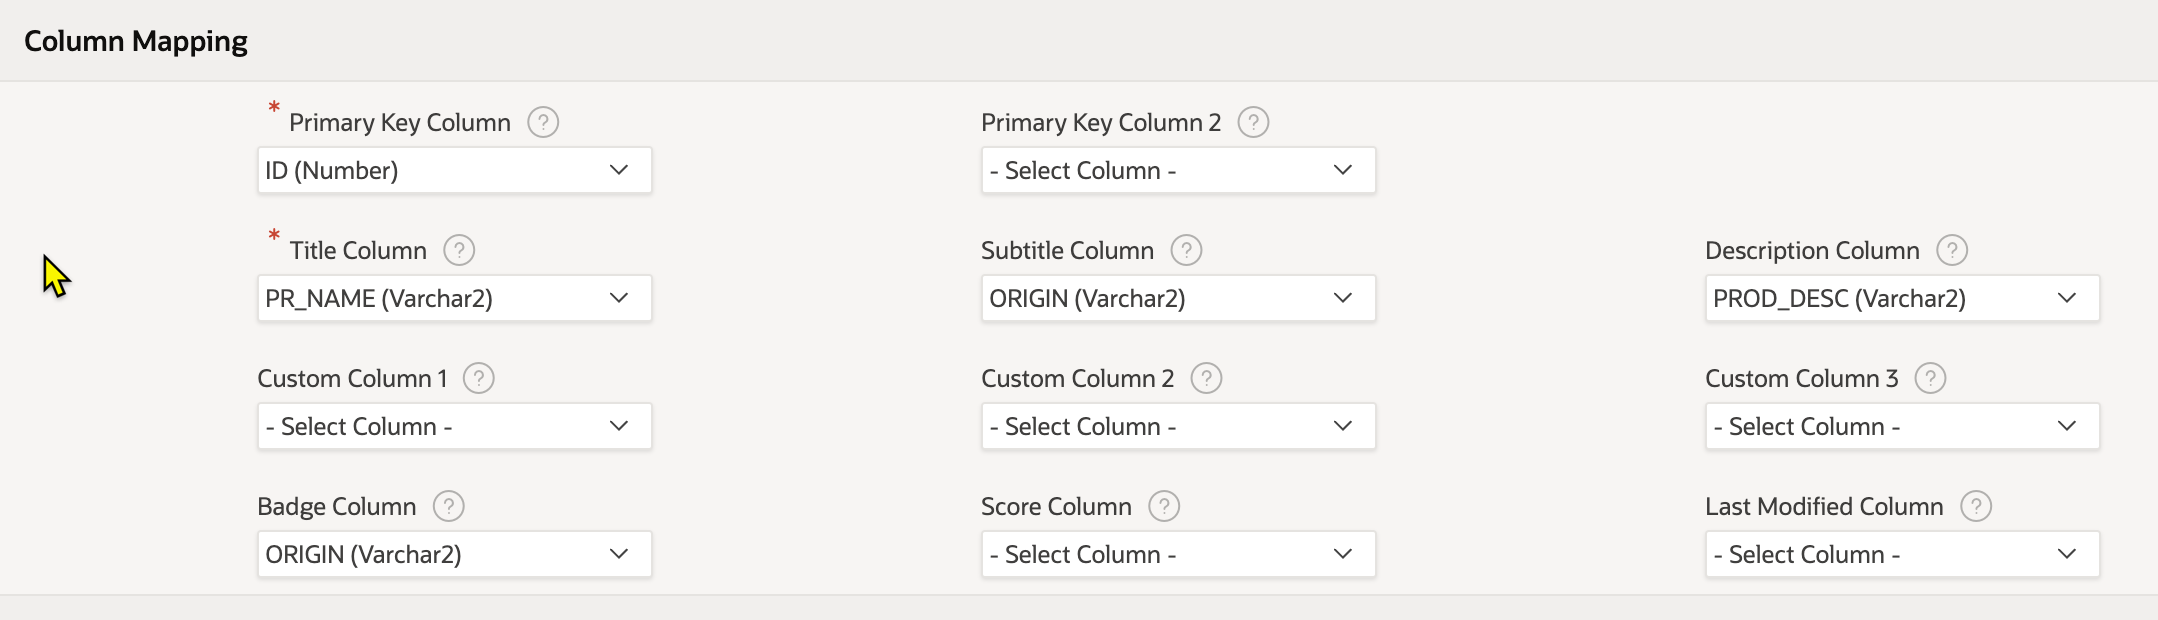 Column Mapping
* Primary Key Column ? Primary Key Column 2 ?
ID (Number) - Select Column -
* Title Column ? Subtitle Column ? Description Column ?
PR_NAME (Varchar2) ORIGIN (Varchar2) PROD_DESC (Varchar2)
Custom Column 1 ? Custom Column 2 ? Custom Column 3 ?
- Select Column - - Select Column - - Select Column -
Badge Column ? Score Column ? Last Modified Column ?
ORIGIN (Varchar2) - Select Column - - Select Column -